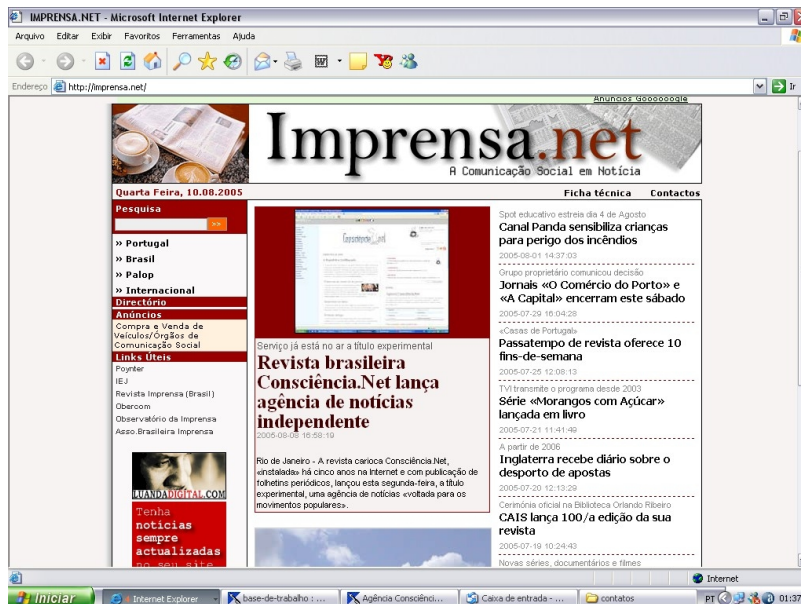 IMPRENSA.NET - Microsoft Internet Explorer
Arquivo Editar Exibir Favoritos Ferramentas Ajuda
Endereço http://imprensa.net/ Ir
Anúncios Goooooogle
Imprensa.net
A Comunicação Social em Notícia
Quarta Feira, 10.08.2005
Ficha técnica Contactos
Pesquisa
>>
» Portugal
» Brasil
» Palop
» Internacional
Directório
Anúncios
Compra e Venda de
Veículos/Órgãos de
Comunicação Social
Links Úteis
Poynter
IEJ
Revista Imprensa (Brasil)
Obercom
Observatório da Imprensa
Asso.Brasileira Imprensa
LUANDADIGITAL.COM
Tenha
notícias
sempre
actualizadas
no seu site
Serviço já está no ar a título experimental
Revista brasileira
Consciência.Net lança
agência de notícias
independente
2005-08-08 16:58:19
Rio de Janeiro - A revista carioca Consciência.Net,
«instalada» há cinco anos na Internet e com publicação de
folhetins periódicos, lançou esta segunda-feira, a título
experimental, uma agência de notícias «voltada para os
movimentos populares».
Spot educativo estreia dia 4 de Agosto
Canal Panda sensibiliza crianças
para perigo dos incêndios
2005-08-01 14:37:03
Grupo proprietário comunicou decisão
Jornais «O Comércio do Porto» e
«A Capital» encerram este sábado
2005-07-29 16:04:28
«Casas de Portugal»
Passatempo de revista oferece 10
fins-de-semana
2005-07-25 12:08:13
TVI transmite o programa desde 2003
Série «Morangos com Açúcar»
lançada em livro
2005-07-21 11:41:49
A partir de 2006
Inglaterra recebe diário sobre o
desporto de apostas
2005-07-20 12:13:29
Cerimónia oficial na Biblioteca Orlando Ribeiro
CAIS lança 100/a edição da sua
revista
2005-07-19 10:24:43
Novas séries, documentários e filmes
Internet
Iniciar
Internet Explorer
base-de-trabalho : ...
Agência Consciênci...
Caixa de entrada - ...
contatos
PT
01:37